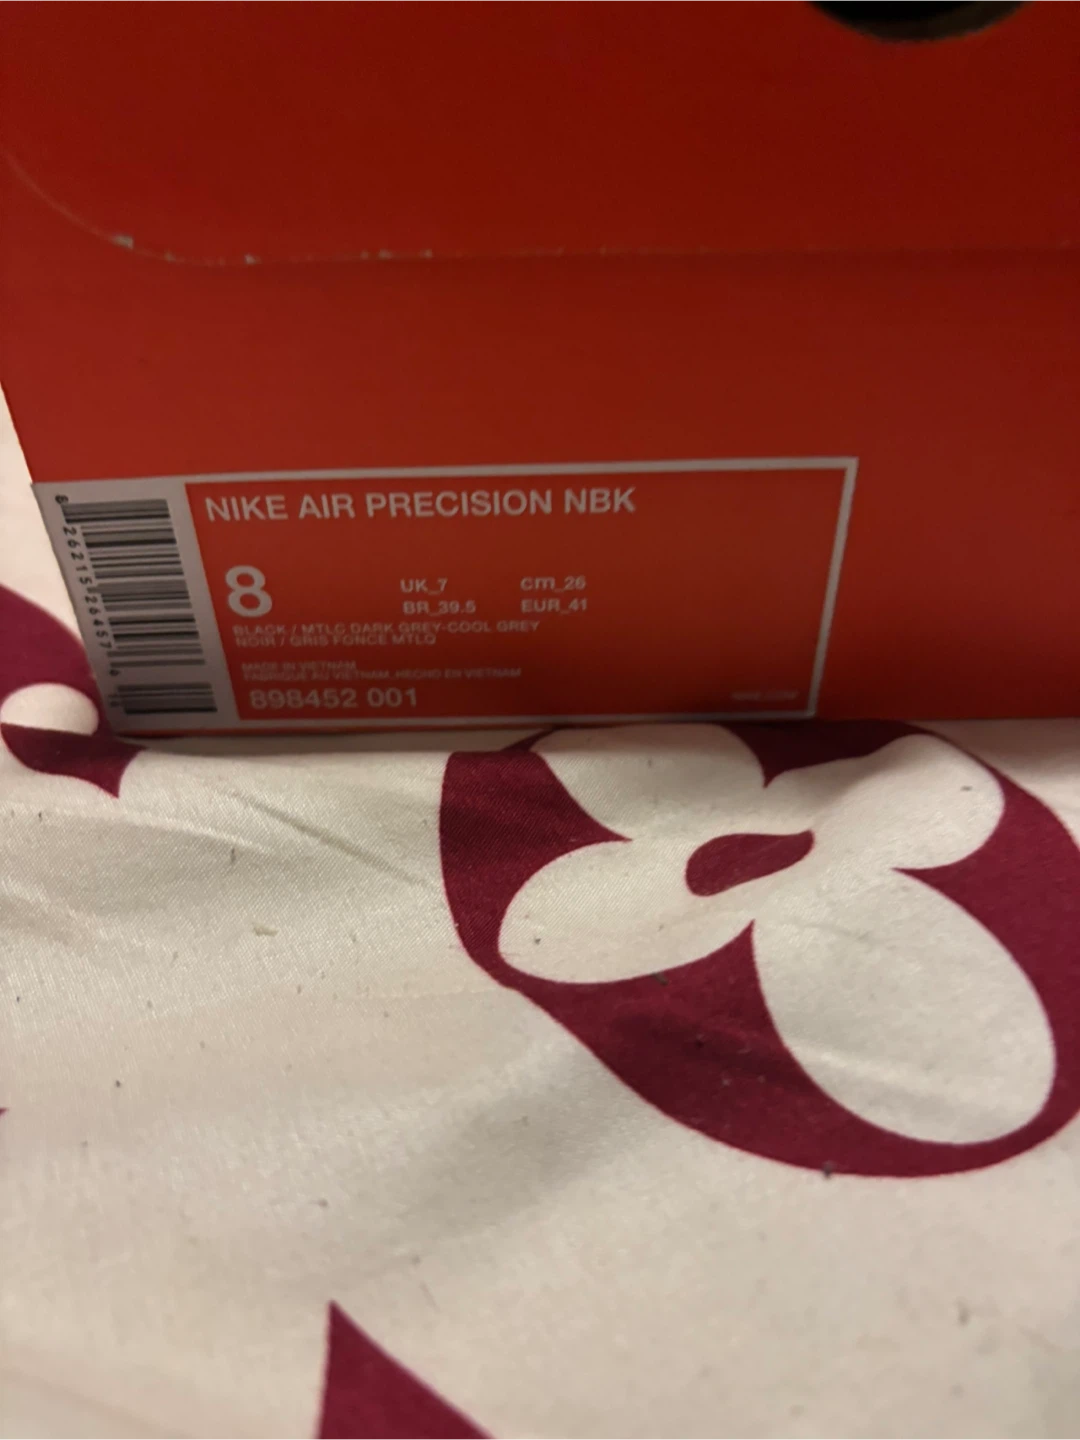 NIKE AIR PRECISION NBK
8
UK_7 cm_26
BR_39.5 EUR_41
BLACK / MTLC DARK GREY-COOL GREY
NOIR / GRIS FONCE MTLQ
MADE IN VIETNAM
FABRIQUE AU VIETNAM, HECHO EN VIETNAM
898452 001